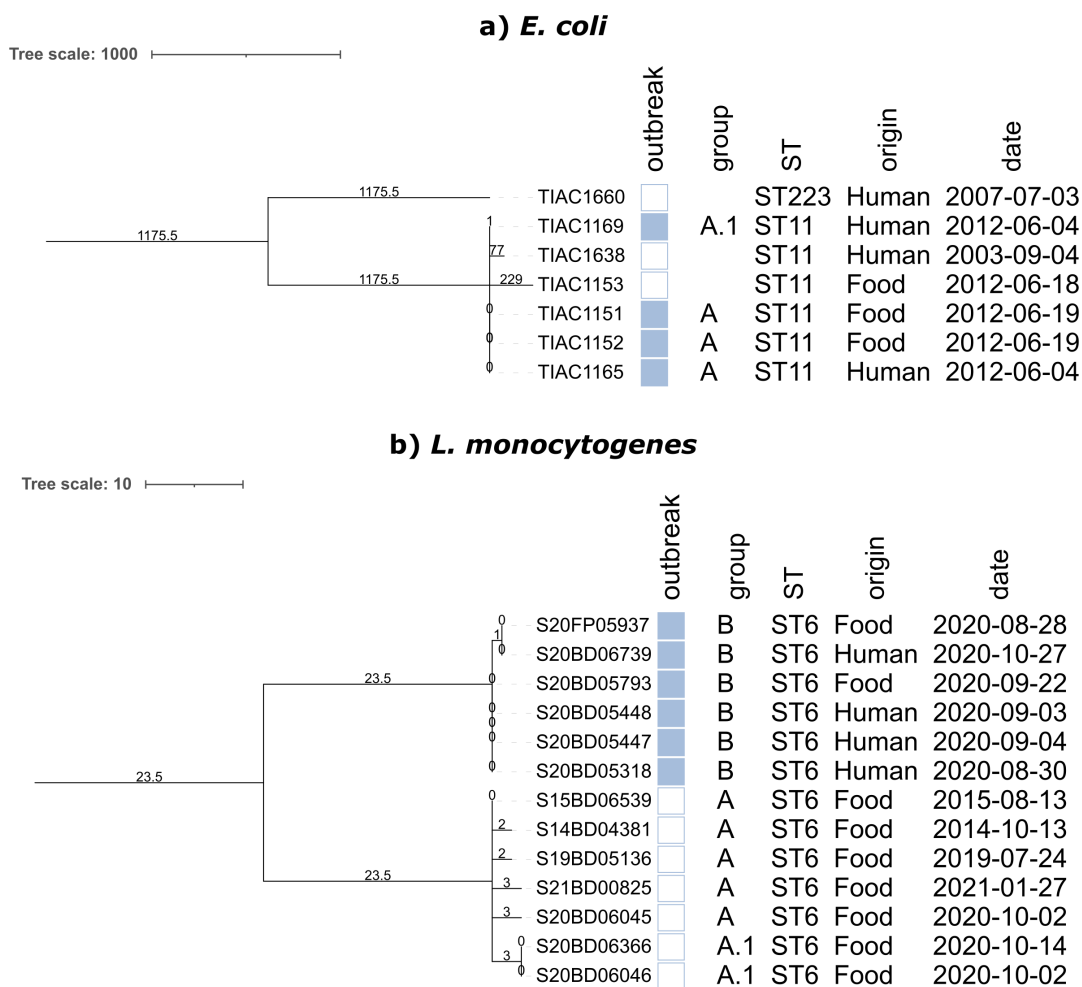 a) E. coli
Tree scale: 1000
outbreak group ST origin date
1175.5 TIAC1660 ST223 Human 2007-07-03
1 TIAC1169 A.1 ST11 Human 2012-06-04
1175.5
77 TIAC1638 ST11 Human 2003-09-04
1175.5 229 TIAC1153 ST11 Food 2012-06-18
0 TIAC1151 A ST11 Food 2012-06-19
0 TIAC1152 A ST11 Food 2012-06-19
0 TIAC1165 A ST11 Human 2012-06-04
b) L. monocytogenes
Tree scale: 10
outbreak group ST origin date
0 S20FP05937 B ST6 Food 2020-08-28
1
0 S20BD06739 B ST6 Human 2020-10-27
23.5 0 S20BD05793 B ST6 Food 2020-09-22
0 S20BD05448 B ST6 Human 2020-09-03
0
0 S20BD05447 B ST6 Human 2020-09-04
0 S20BD05318 B ST6 Human 2020-08-30
23.5
0 S15BD06539 A ST6 Food 2015-08-13
2 S14BD04381 A ST6 Food 2014-10-13
2 S19BD05136 A ST6 Food 2019-07-24
23.5
3 S21BD00825 A ST6 Food 2021-01-27
3 S20BD06045 A ST6 Food 2020-10-02
0 S20BD06366 A.1 ST6 Food 2020-10-14
3
0 S20BD06046 A.1 ST6 Food 2020-10-02